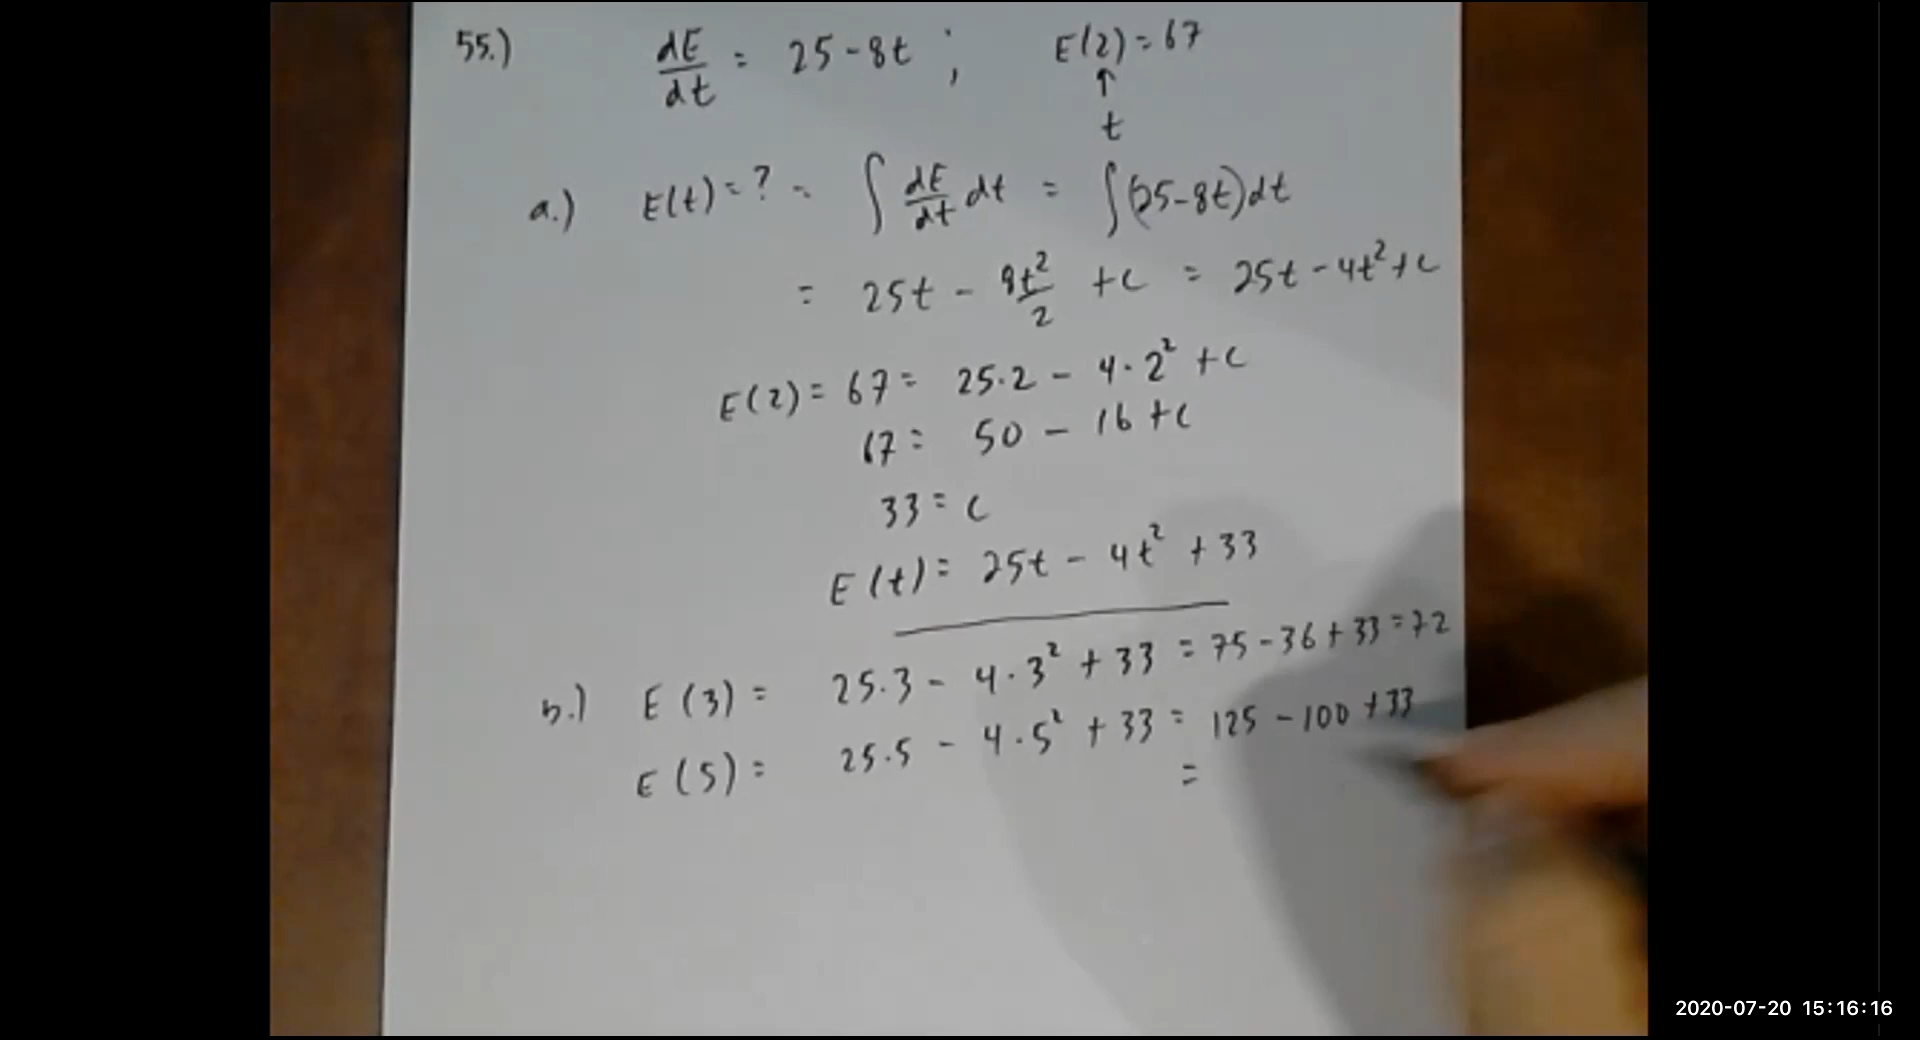 55.) dE/dt = 25-8t ; E(2)=67
↑
t
a.) E(t)=? = ∫ dE/dt dt = ∫(25-8t)dt
= 25t - 8t²/2 +c = 25t-4t²+c
E(2)= 67= 25·2 - 4·2² +c
67= 50 - 16 +c
33= c
E(t)= 25t - 4t² +33
b.) E(3)= 25·3- 4·3² +33 =75-36+33=72
E(5)= 25·5 - 4·5² +33= 125-100+33
=
2020-07-20 15:16:16